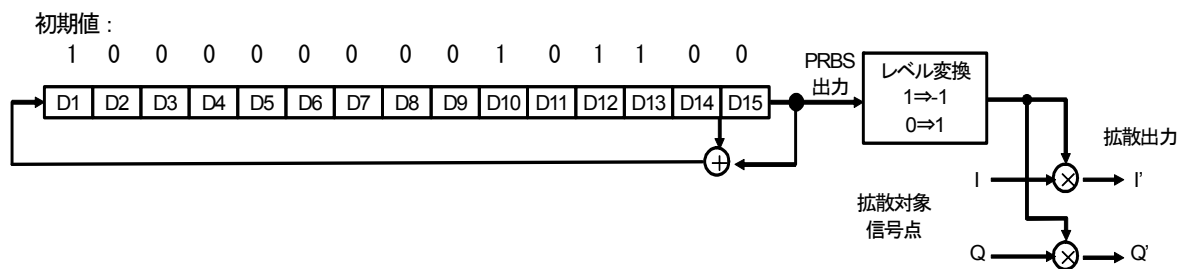 初期値：
1 0 0 0 0 0 0 0 0 1 0 1 1 0 0
D1 D2 D3 D4 D5 D6 D7 D8 D9 D10 D11 D12 D13 D14 D15
PRBS
出力
レベル変換
1⇒-1
0⇒1
拡散出力
I
I'
拡散対象
信号点
Q
Q'